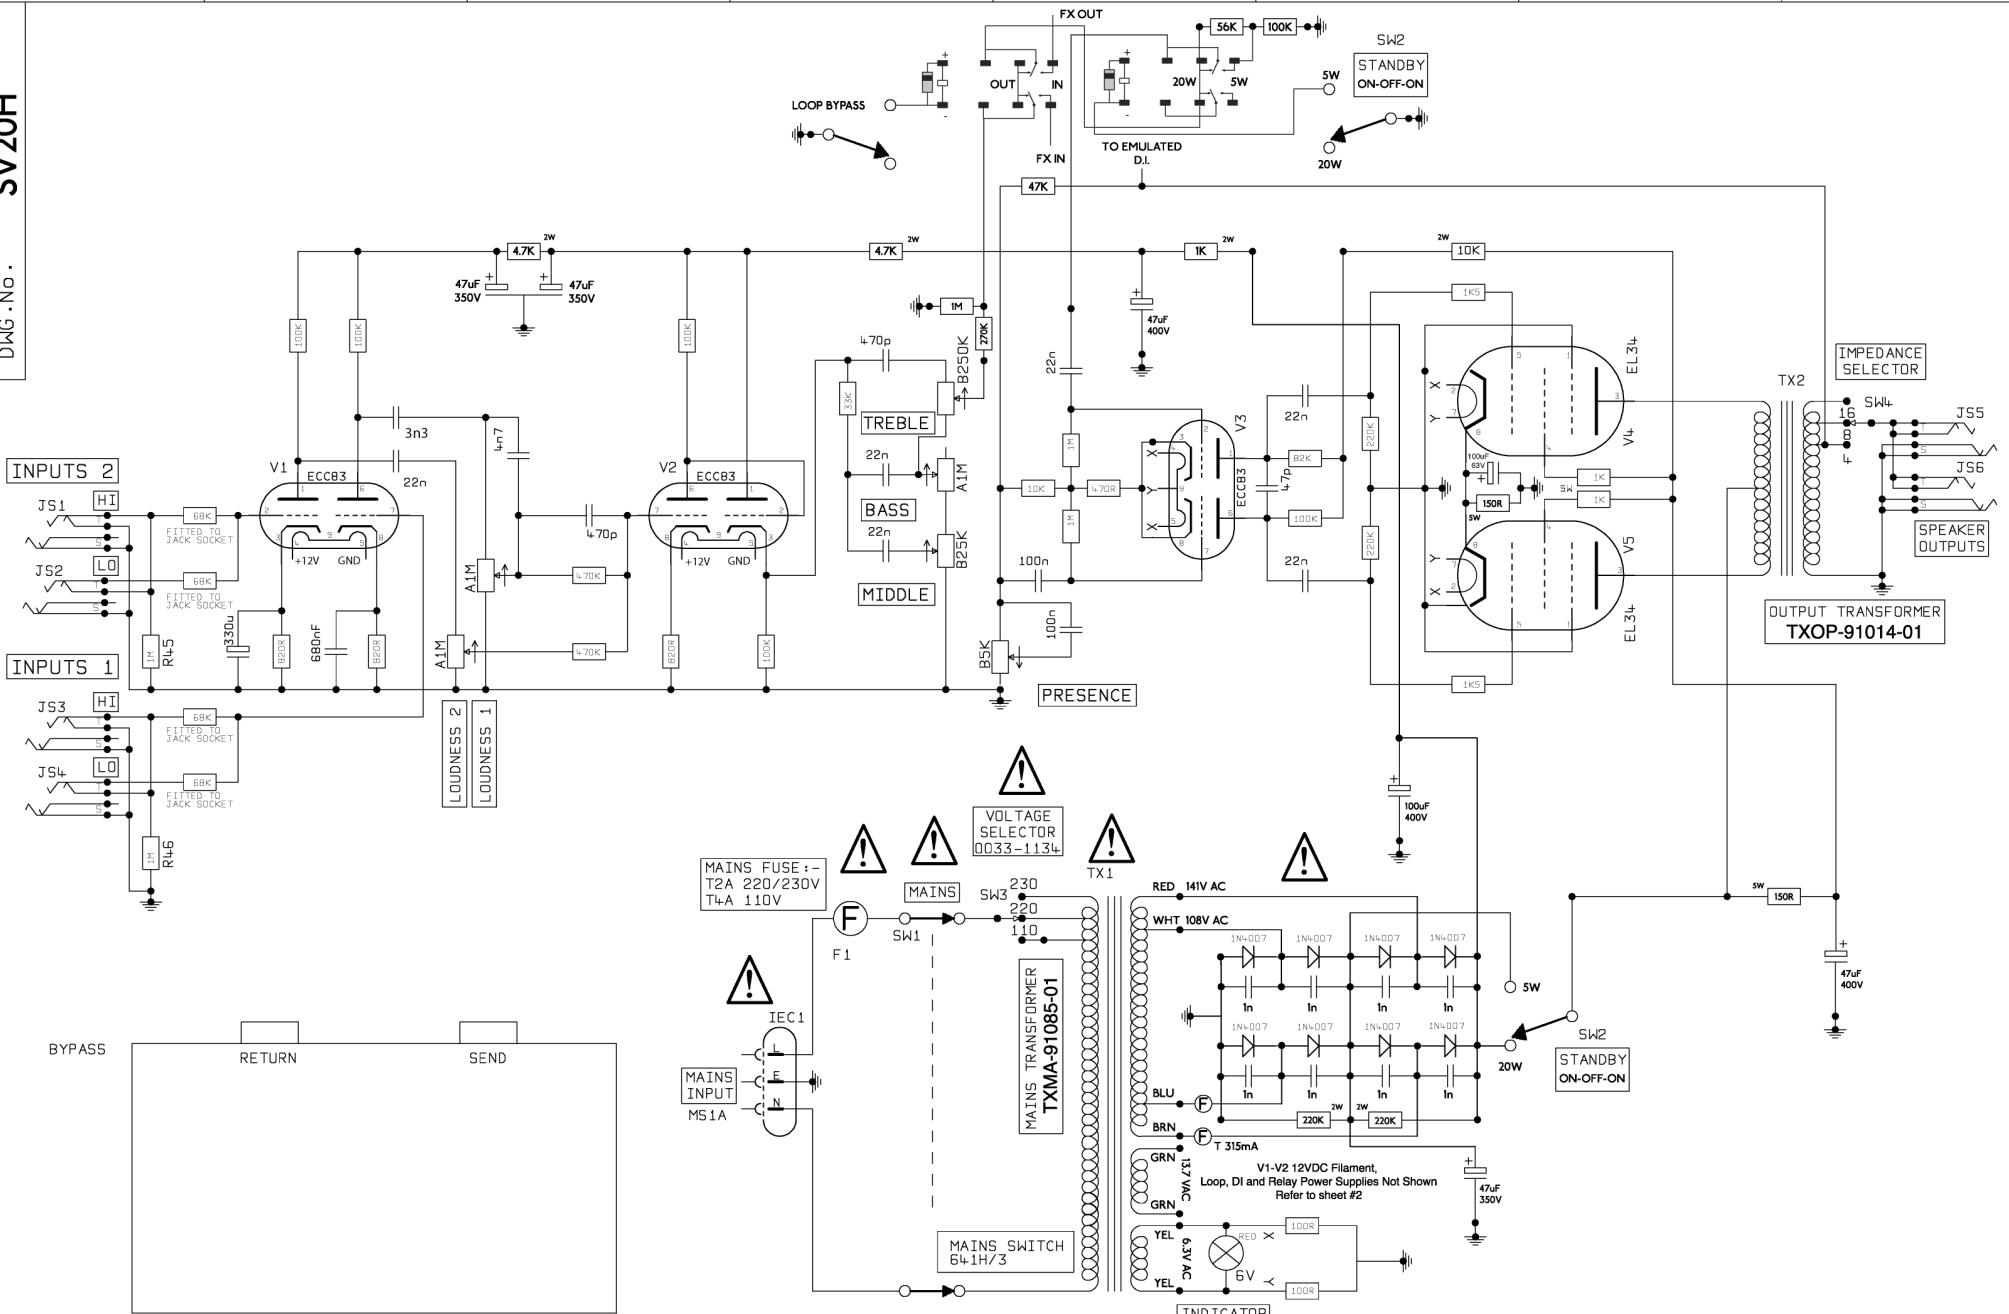 DWG.No. SV20H
FX OUT
56K
100K
SW2
STANDBY
ON-OFF-ON
+
+
OUT
IN
20W
5W
5W
LOOP BYPASS
-
-
FX IN
TO EMULATED
D.I.
20W
47K
4.7K
2W
4.7K
2W
1K
2W
2W
10K
47uF
350V
+
+
47uF
350V
1M
270K
+
47uF
400V
1K5
100K
100K
100K
470p
B250K
33K
TREBLE
22n
22n
220K
EL34
V4
IMPEDANCE
SELECTOR
TX2
SW4
16
8
4
JS5
JS6
T
S
T
S
SPEAKER
OUTPUTS
3n3
4n7
22n
V1
ECC83
V2
ECC83
22n
A1M
BASS
22n
B25K
MIDDLE
1M
10K
470R
1M
V3
ECC83
82K
47p
100K
22n
220K
X
Y
X
X
Y
100uF
63V
+
150R
5W
1K
5W
1K
Y
X
V5
EL34
INPUTS 2
JS1
HI
T
S
68K
FITTED TO
JACK SOCKET
JS2
LO
T
S
68K
FITTED TO
JACK SOCKET
+12V
GND
470p
A1M
470K
+12V
GND
100n
330u
680nF
820R
820R
A1M
470K
820R
100K
100n
B5K
PRESENCE
1M
R45
INPUTS 1
JS3
HI
T
S
68K
FITTED TO
JACK SOCKET
JS4
LO
T
S
68K
FITTED TO
JACK SOCKET
1M
R46
LOUDNESS 2
LOUDNESS 1
1K5
OUTPUT TRANSFORMER
TXOP-91014-01
+
100uF
400V
VOLTAGE
SELECTOR
0033-1134
MAINS FUSE:-
T2A 220/230V
T4A 110V
F
F1
MAINS
SW1
SW3
230
220
110
TX1
RED 141V AC
WHT 108V AC
1N4007
1N4007
1N4007
1N4007
1n
1n
1n
1n
5W
5W
150R
+
47uF
400V
MAINS TRANSFORMER
TXMA-91085-01
1N4007
1N4007
1N4007
1N4007
1n
1n
1n
1n
20W
SW2
STANDBY
ON-OFF-ON
IEC1
L
E
N
MAINS
INPUT
MS1A
BLU
F
BRN
F
T 315mA
220K
2W
2W
220K
GRN
13.7 VAC
GRN
V1-V2 12VDC Filament,
Loop, DI and Relay Power Supplies Not Shown
Refer to sheet #2
+
47uF
350V
MAINS SWITCH
641H/3
YEL
6.3V AC
YEL
RED
X
6V
Y
100R
100R
INDICATOR
BYPASS
RETURN
SEND